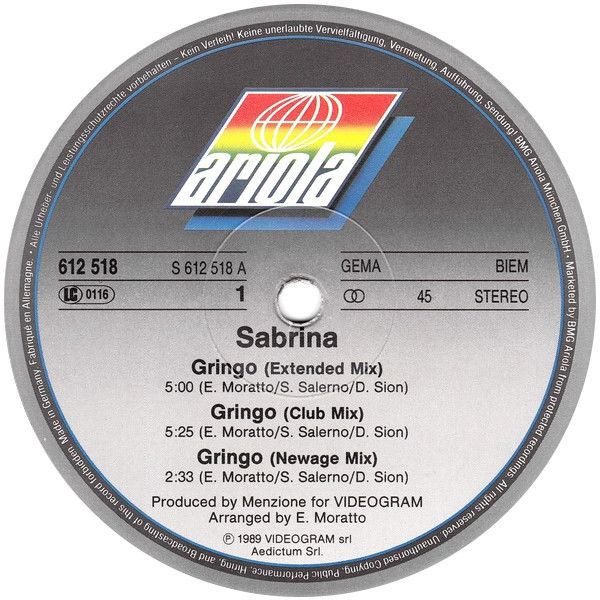 Alle Urheber- und Leistungsschutzrechte vorbehalten – Kein Verleih! Keine unerlaubte Vervielfältigung, Vermietung, Aufführung, Sendung! BMG Ariola München GmbH • Marketed by BMG Ariola
ariola
612 518
S 612 518 A
GEMA
BIEM
LC 0116
1
45
STEREO
Sabrina
Gringo (Extended Mix)
5:00 (E. Moratto/S. Salerno/D. Sion)
Gringo (Club Mix)
5:25 (E. Moratto/S. Salerno/D. Sion)
Gringo (Newage Mix)
2:33 (E. Moratto/S. Salerno/D. Sion)
Produced by Menzione for VIDEOGRAM
Arranged by E. Moratto
℗ 1989 VIDEOGRAM srl
Aedictum Srl.
All rights reserved. Unauthorised Copying, Public Performance, Hiring, and Broadcasting of this record forbidden. Made in Germany. Fabriqué en Allemagne. •